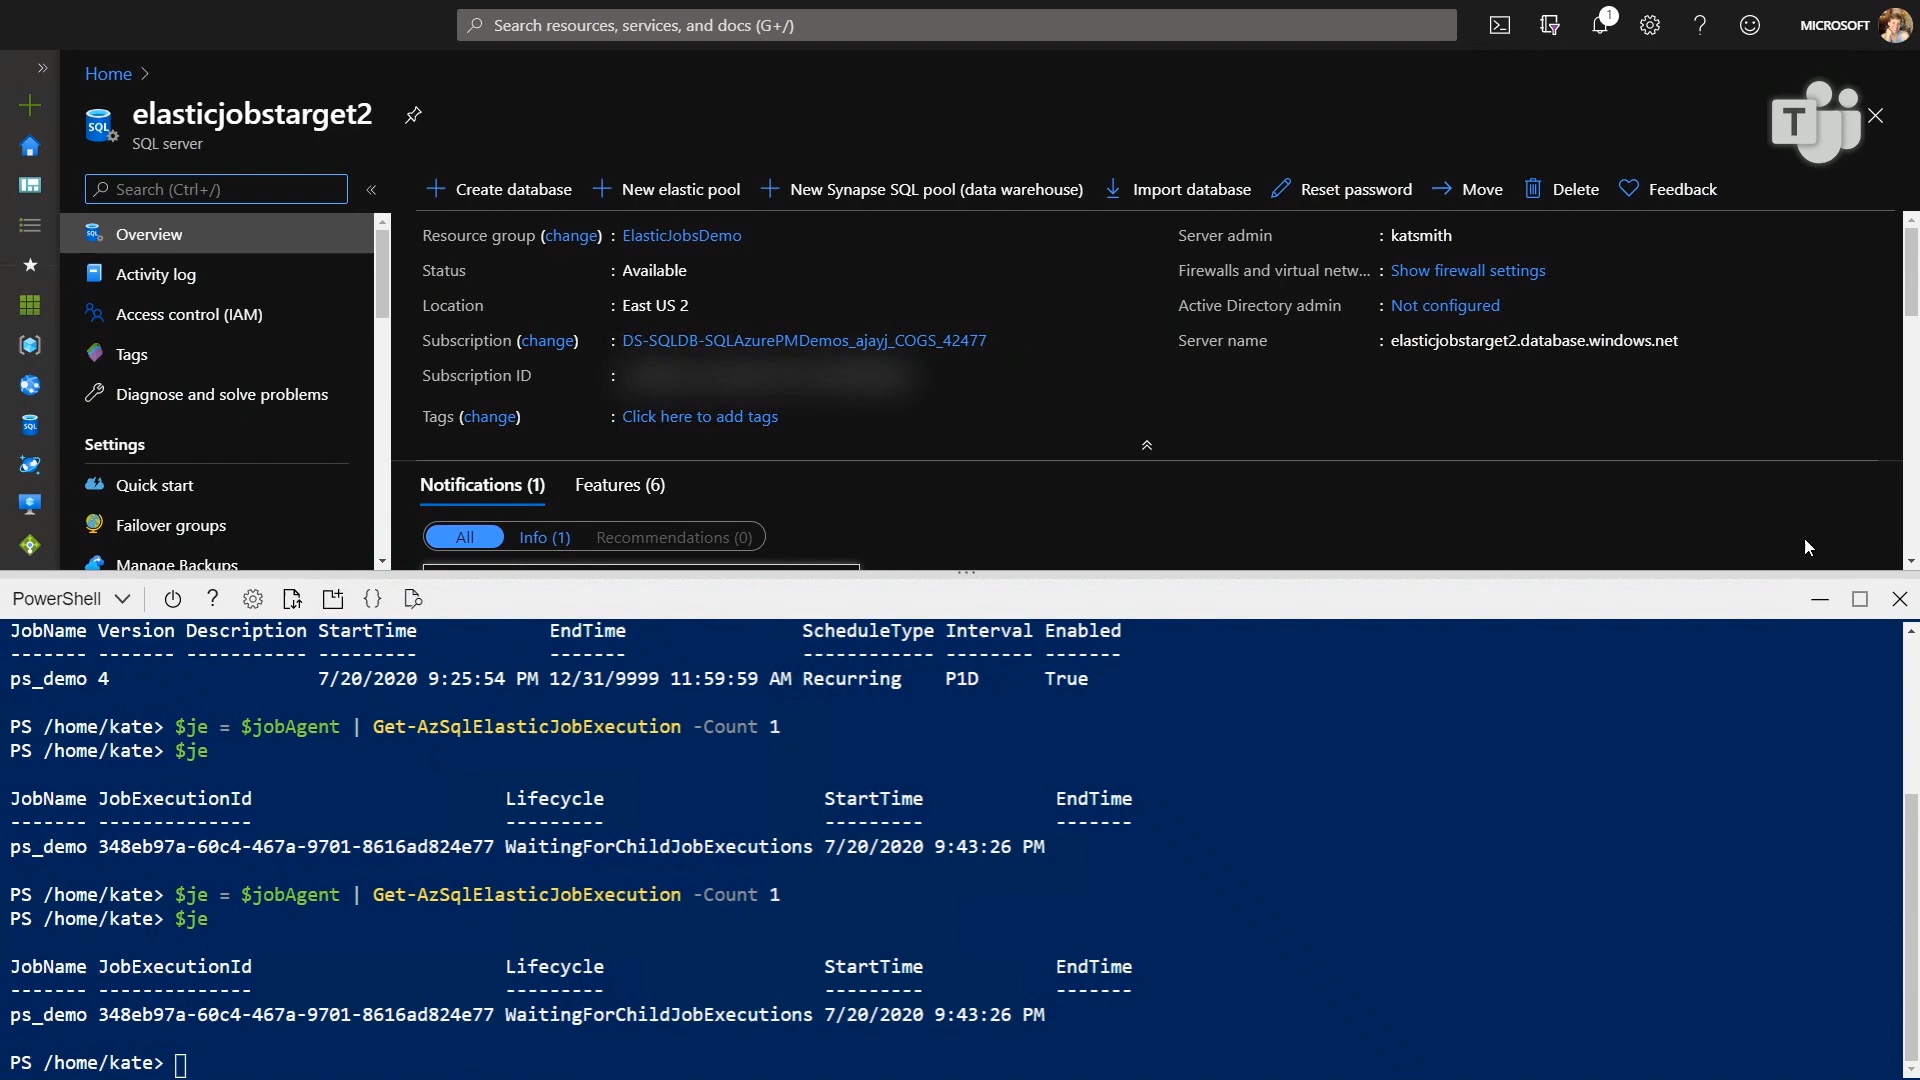 Search resources, services, and docs (G+/)
1
MICROSOFT
Home
elasticjobstarget2
SQL
SQL server
T
Search (Ctrl+/)
Create database
New elastic pool
New Synapse SQL pool (data warehouse)
Import database
Reset password
Move
Delete
Feedback
Overview
Activity log
Access control (IAM)
Tags
Diagnose and solve problems
Settings
Quick start
Failover groups
Manage Backups
SQL
Resource group (change) : ElasticJobsDemo
Status : Available
Location : East US 2
Subscription (change) : DS-SQLDB-SQLAzurePMDemos_ajayj_COGS_42477
Subscription ID :
Tags (change) : Click here to add tags
Server admin : katsmith
Firewalls and virtual netw... : Show firewall settings
Active Directory admin : Not configured
Server name : elasticjobstarget2.database.windows.net
Notifications (1)
Features (6)
All
Info (1)
Recommendations (0)
PowerShell
JobName Version Description StartTime EndTime ScheduleType Interval Enabled
------- ------- ----------- --------- ------- ------------ -------- -------
ps_demo 4 7/20/2020 9:25:54 PM 12/31/9999 11:59:59 AM Recurring P1D True
PS /home/kate> $je = $jobAgent | Get-AzSqlElasticJobExecution -Count 1
PS /home/kate> $je
JobName JobExecutionId Lifecycle StartTime EndTime
------- -------------- --------- --------- -------
ps_demo 348eb97a-60c4-467a-9701-8616ad824e77 WaitingForChildJobExecutions 7/20/2020 9:43:26 PM
PS /home/kate> $je = $jobAgent | Get-AzSqlElasticJobExecution -Count 1
PS /home/kate> $je
JobName JobExecutionId Lifecycle StartTime EndTime
------- -------------- --------- --------- -------
ps_demo 348eb97a-60c4-467a-9701-8616ad824e77 WaitingForChildJobExecutions 7/20/2020 9:43:26 PM
PS /home/kate>